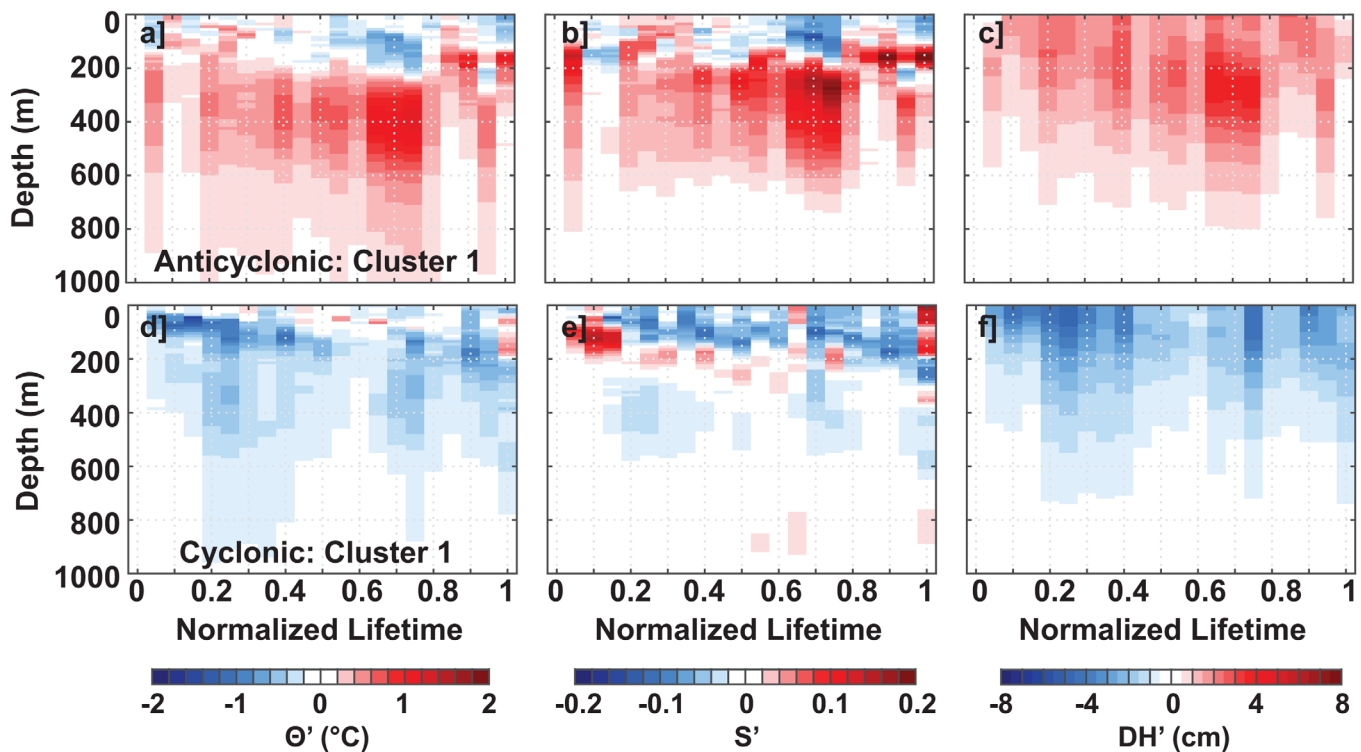 a]
b]
c]
0
200
400
600
800
1000
Depth (m)
Anticyclonic: Cluster 1
d]
e]
f]
0
200
400
600
800
1000
Depth (m)
Cyclonic: Cluster 1
0 0.2 0.4 0.6 0.8 1
0 0.2 0.4 0.6 0.8 1
0 0.2 0.4 0.6 0.8 1
Normalized Lifetime
Normalized Lifetime
Normalized Lifetime
-2 -1 0 1 2
Θ' (°C)
-0.2 -0.1 0 0.1 0.2
S'
-8 -4 0 4 8
DH' (cm)